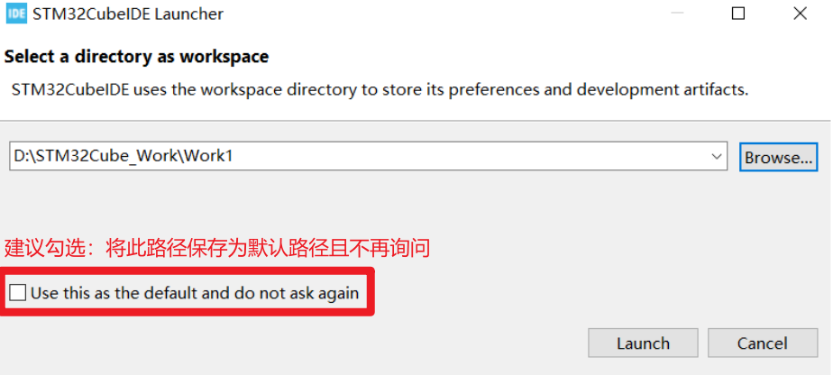 IDE STM32CubeIDE Launcher
Select a directory as workspace
STM32CubeIDE uses the workspace directory to store its preferences and development artifacts.
D:\STM32Cube_Work\Work1 Browse...
建议勾选：将此路径保存为默认路径且不再询问
Use this as the default and do not ask again
Launch Cancel